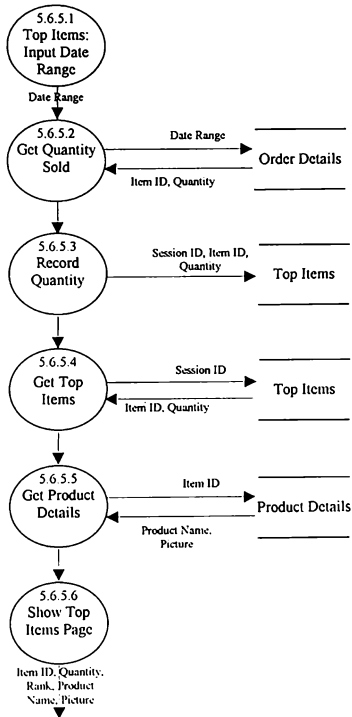 5.6.5.1
Top Items:
Input Date
Range
Date Range
5.6.5.2
Get Quantity
Sold
Date Range
Order Details
Item ID, Quantity
5.6.5.3
Record
Quantity
Session ID, Item ID,
Quantity
Top Items
5.6.5.4
Get Top
Items
Session ID
Top Items
Item ID, Quantity
5.6.5.5
Get Product
Details
Item ID
Product Details
Product Name,
Picture
5.6.5.6
Show Top
Items Page
Item ID, Quantity,
Rank, Product
Name, Picture